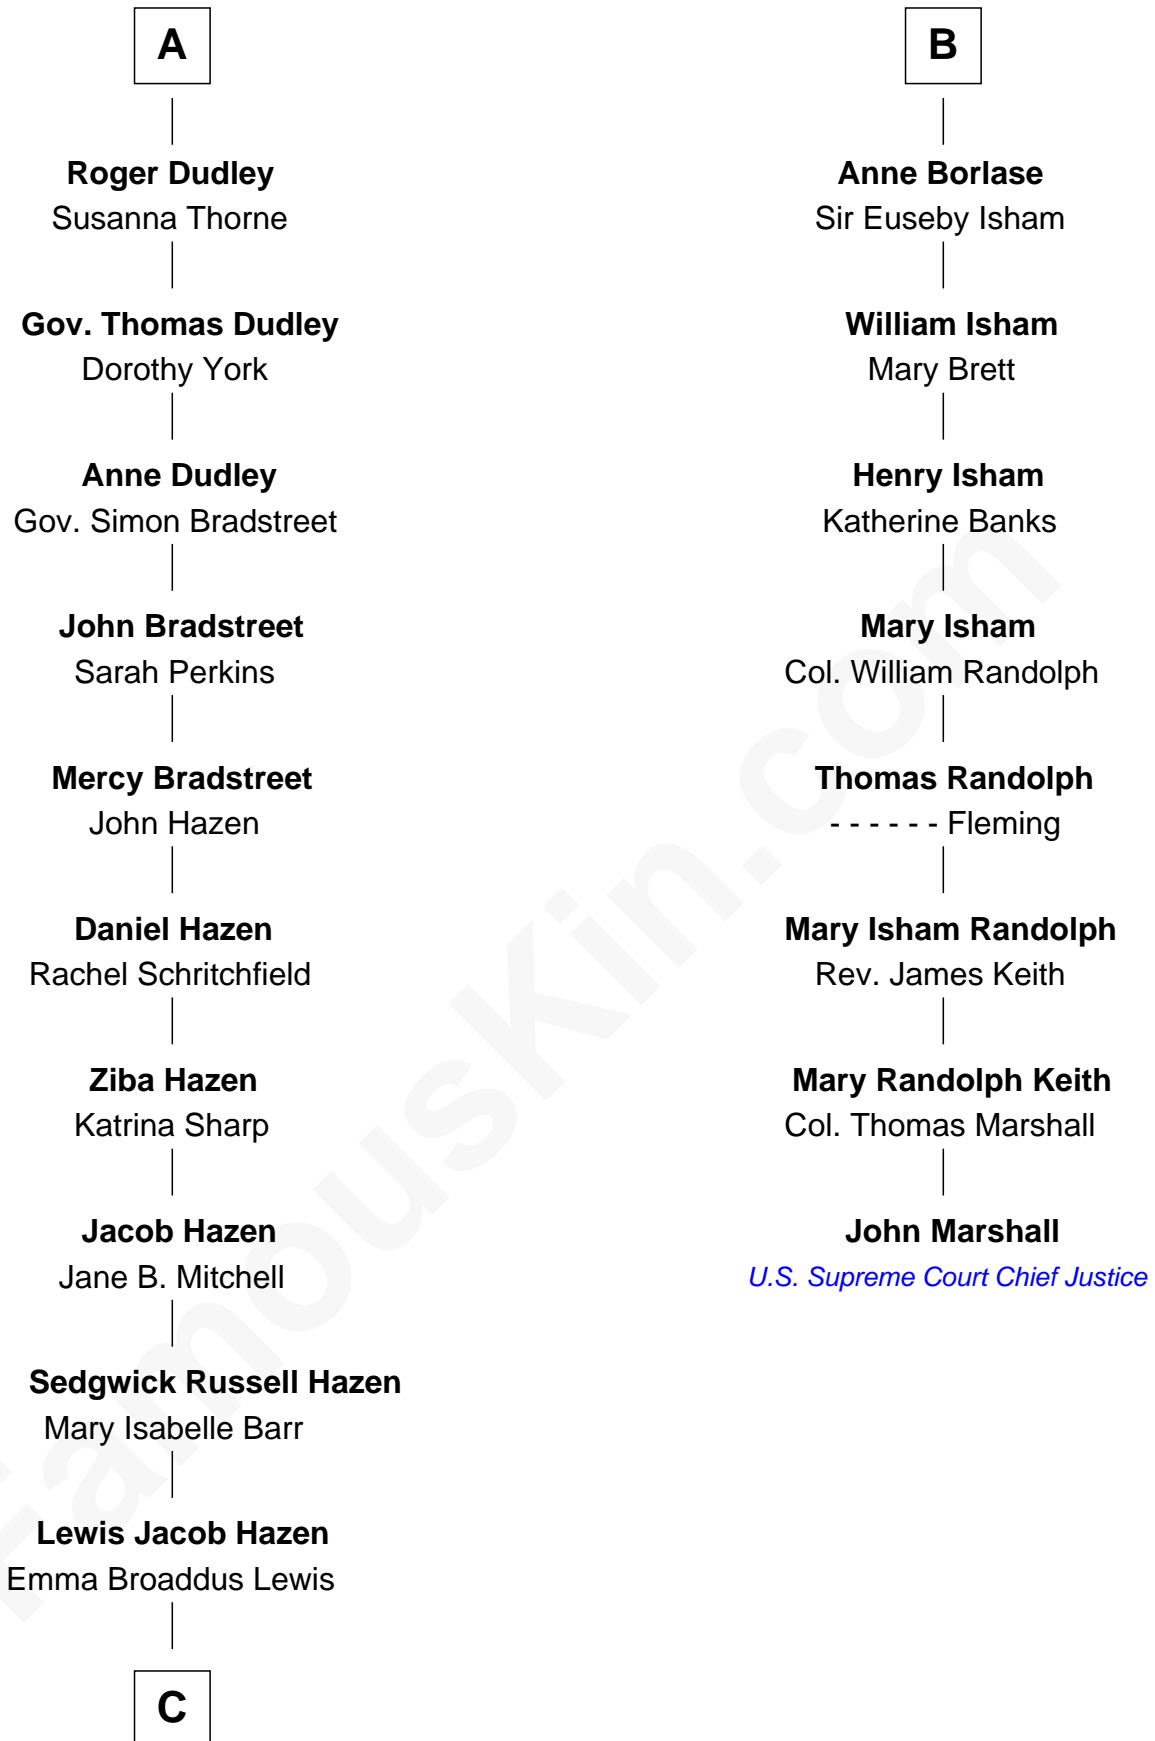 A
Roger Dudley
Susanna Thorne
Gov. Thomas Dudley
Dorothy York
Anne Dudley
Gov. Simon Bradstreet
John Bradstreet
Sarah Perkins
Mercy Bradstreet
John Hazen
Daniel Hazen
Rachel Schritchfield
Ziba Hazen
Katrina Sharp
Jacob Hazen
Jane B. Mitchell
Sedgwick Russell Hazen
Mary Isabelle Barr
Lewis Jacob Hazen
Emma Broaddus Lewis
C
B
Anne Borlase
Sir Euseby Isham
William Isham
Mary Brett
Henry Isham
Katherine Banks
Mary Isham
Col. William Randolph
Thomas Randolph
- - - - - - Fleming
Mary Isham Randolph
Rev. James Keith
Mary Randolph Keith
Col. Thomas Marshall
John Marshall
U.S. Supreme Court Chief Justice
FamousKin.com